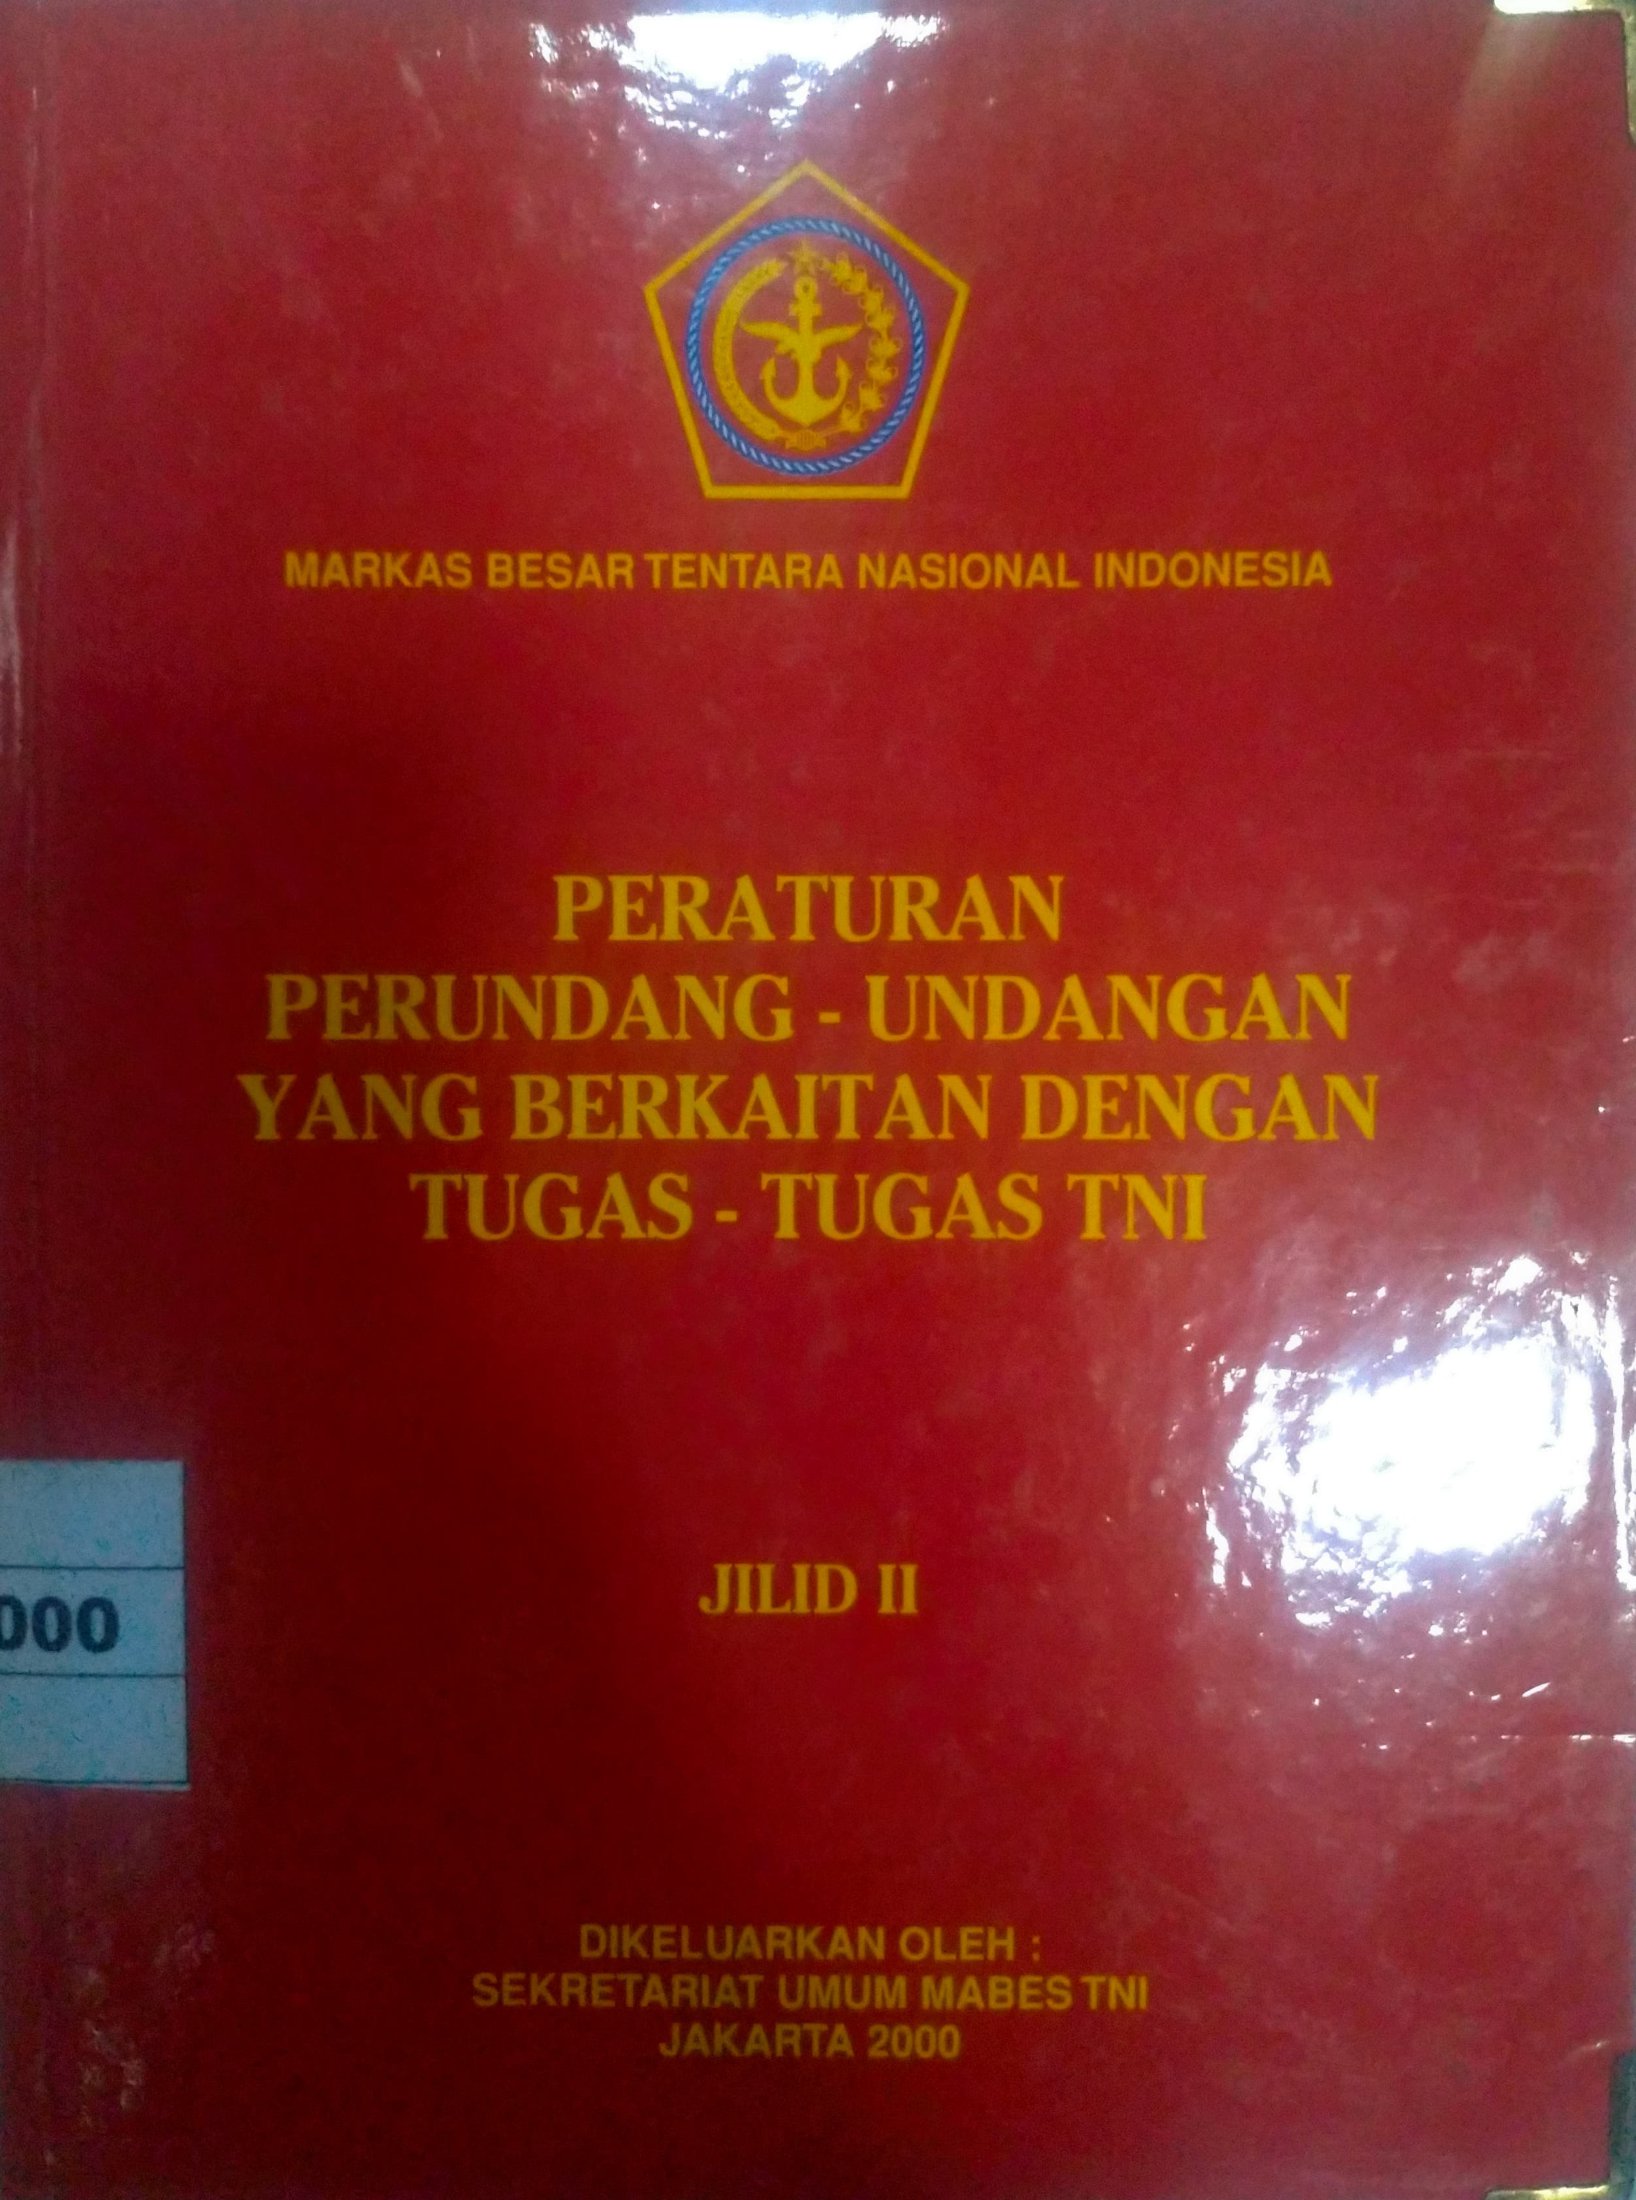 MARKAS BESAR TENTARA NASIONAL INDONESIA
PERATURAN
PERUNDANG - UNDANGAN
YANG BERKAITAN DENGAN
TUGAS - TUGAS TNI
000
JILID II
DIKELUARKAN OLEH :
SEKRETARIAT UMUM MABES TNI
JAKARTA 2000